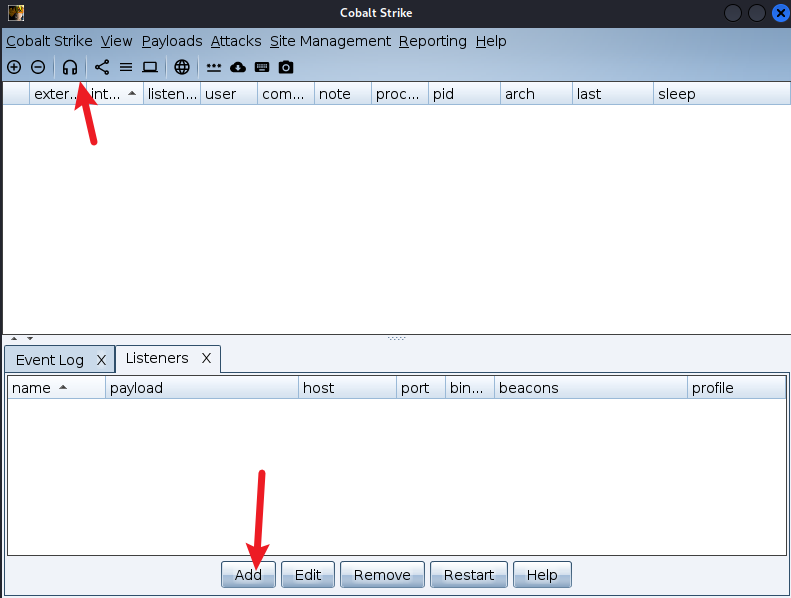 Cobalt Strike
Cobalt Strike View Payloads Attacks Site Management Reporting Help
exter... int... listen... user com... note proc... pid arch last sleep
Event Log X Listeners X
name payload host port bin... beacons profile
Add Edit Remove Restart Help